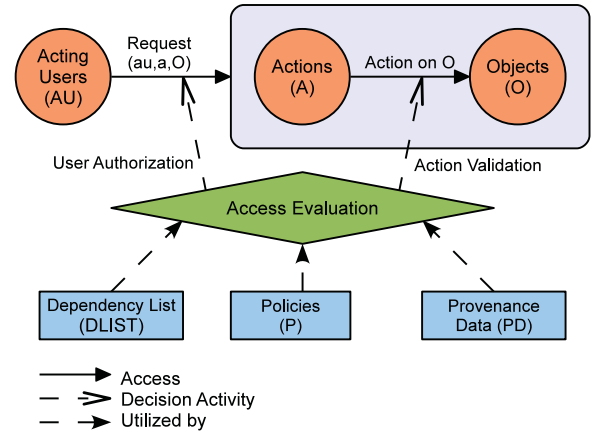 Acting
Users
(AU)
Request
(au,a,O)
Actions
(A)
Action on O
Objects
(O)
User Authorization
Action Validation
Access Evaluation
Dependency List
(DLIST)
Policies
(P)
Provenance
Data (PD)
Access
Decision Activity
Utilized by